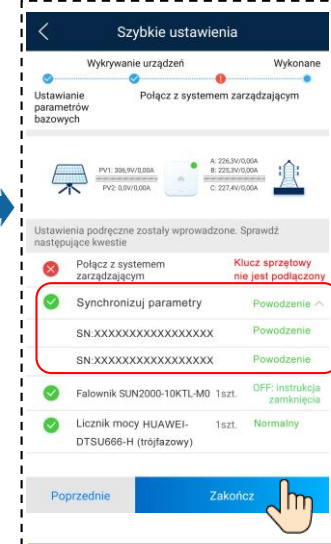 Szybkie ustawienia
Wykrywanie urządzeń
Wykonane
Ustawianie
parametrów
bazowych
Połącz z systemem zarządzającym
PV1: 306,9V/0,00A
PV2: 0,0V/0,00A
A: 226,3V/0,00A
B: 225,3V/0,00A
C: 227,4V/0,00A
Ustawienia podręczne zostały wprowadzone. Sprawdź
następujące kwestie
Połącz z systemem
zarządzającym
Klucz sprzętowy
nie jest podłączony
Synchronizuj parametry
Powodzenie
SN:XXXXXXXXXXXXXXXXXX
Powodzenie
SN:XXXXXXXXXXXXXXXXXX
Powodzenie
Falownik SUN2000-10KTL-M0 1szt.
OFF: instrukcja
zamknięcia
Licznik mocy HUAWEI-
DTSU666-H (trójfazowy)
1szt.
Normalny
Poprzednie
Zakończ